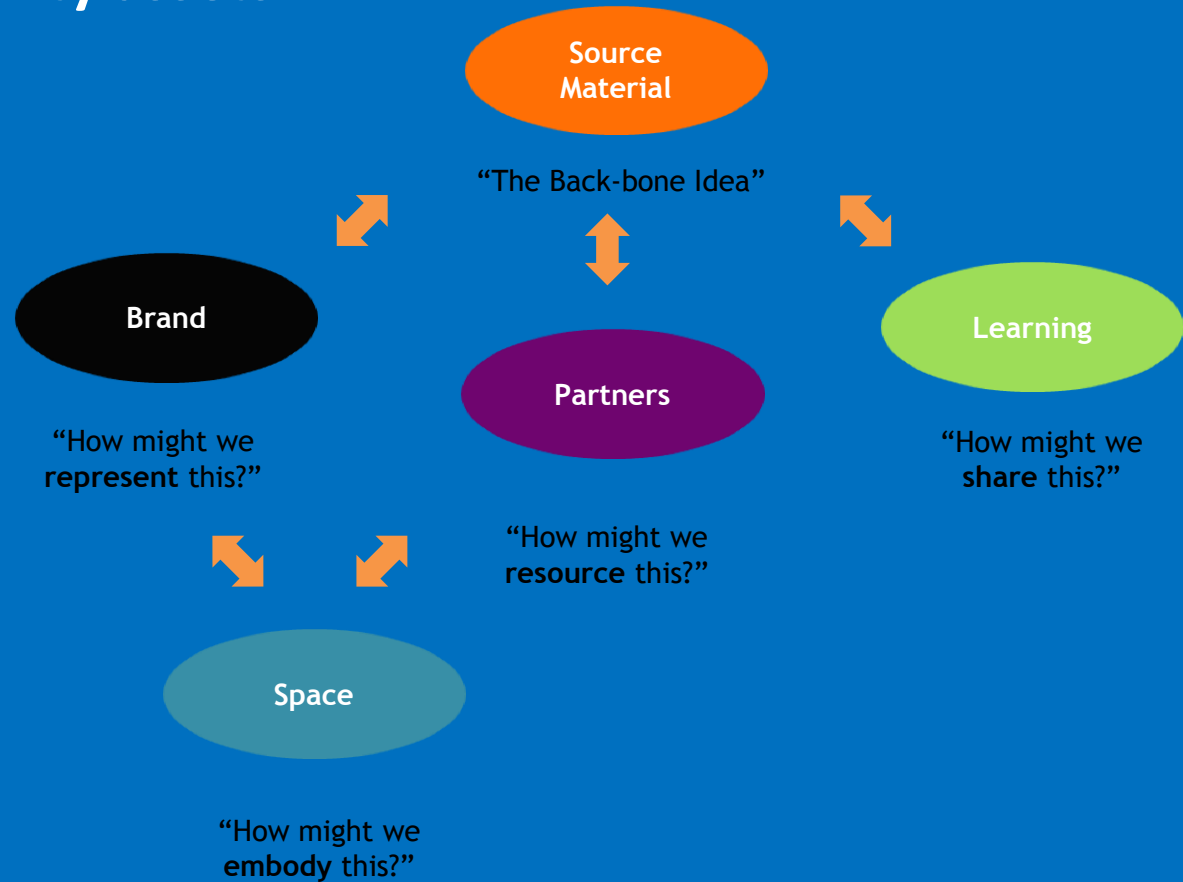 Source
Material
“The Back-bone Idea”
Brand
Partners
Learning
“How might we
represent this?”
“How might we
resource this?”
“How might we
share this?”
Space
“How might we
embody this?”